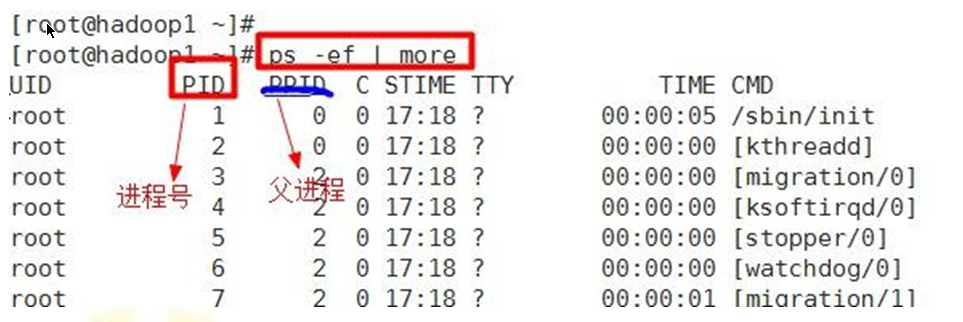 [root@hadoop1 ~]#
[root@hadoop1 ~]# ps -ef | more
UID PID PPID C STIME TTY TIME CMD
root 1 0 0 17:18 ? 00:00:05 /sbin/init
root 2 0 0 17:18 ? 00:00:00 [kthreadd]
root 3 2 0 17:18 ? 00:00:00 [migration/0]
进程号 父进程
root 4 2 0 17:18 ? 00:00:00 [ksoftirqd/0]
root 5 2 0 17:18 ? 00:00:00 [stopper/0]
root 6 2 0 17:18 ? 00:00:00 [watchdog/0]
root 7 2 0 17:18 ? 00:00:01 [migration/1]